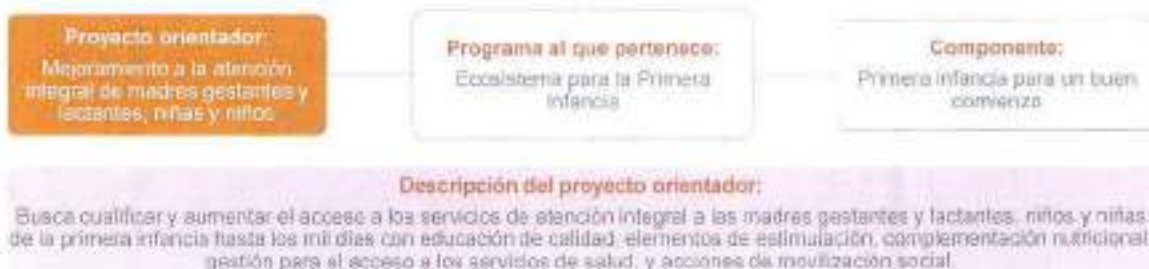 Proyecto orientador:
Mejoramiento a la atención
integral de madres gestantes y
lactantes, niñas y niños
Programa al que pertenece:
Ecosistema para la Primera
Infancia
Componente:
Primera infancia para un buen
comienzo
Descripción del proyecto orientador:
Busca cualificar y aumentar el acceso a los servicios de atención integral a las madres gestantes y lactantes, niños y niñas
de la primera infancia hasta los mil días con educación de calidad, elementos de estimulación, complementación nutricional,
gestión para el acceso a los servicios de salud, y acciones de movilización social.